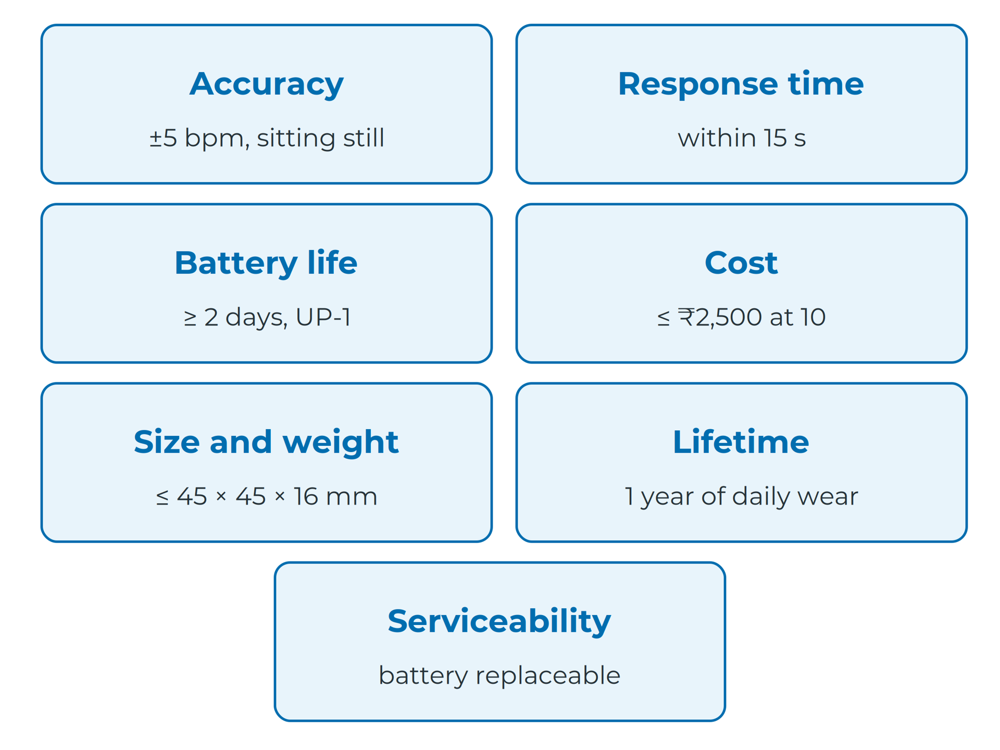 Accuracy
±5 bpm, sitting still
Response time
within 15 s
Battery life
≥ 2 days, UP-1
Cost
≤ ₹2,500 at 10
Size and weight
≤ 45 × 45 × 16 mm
Lifetime
1 year of daily wear
Serviceability
battery replaceable